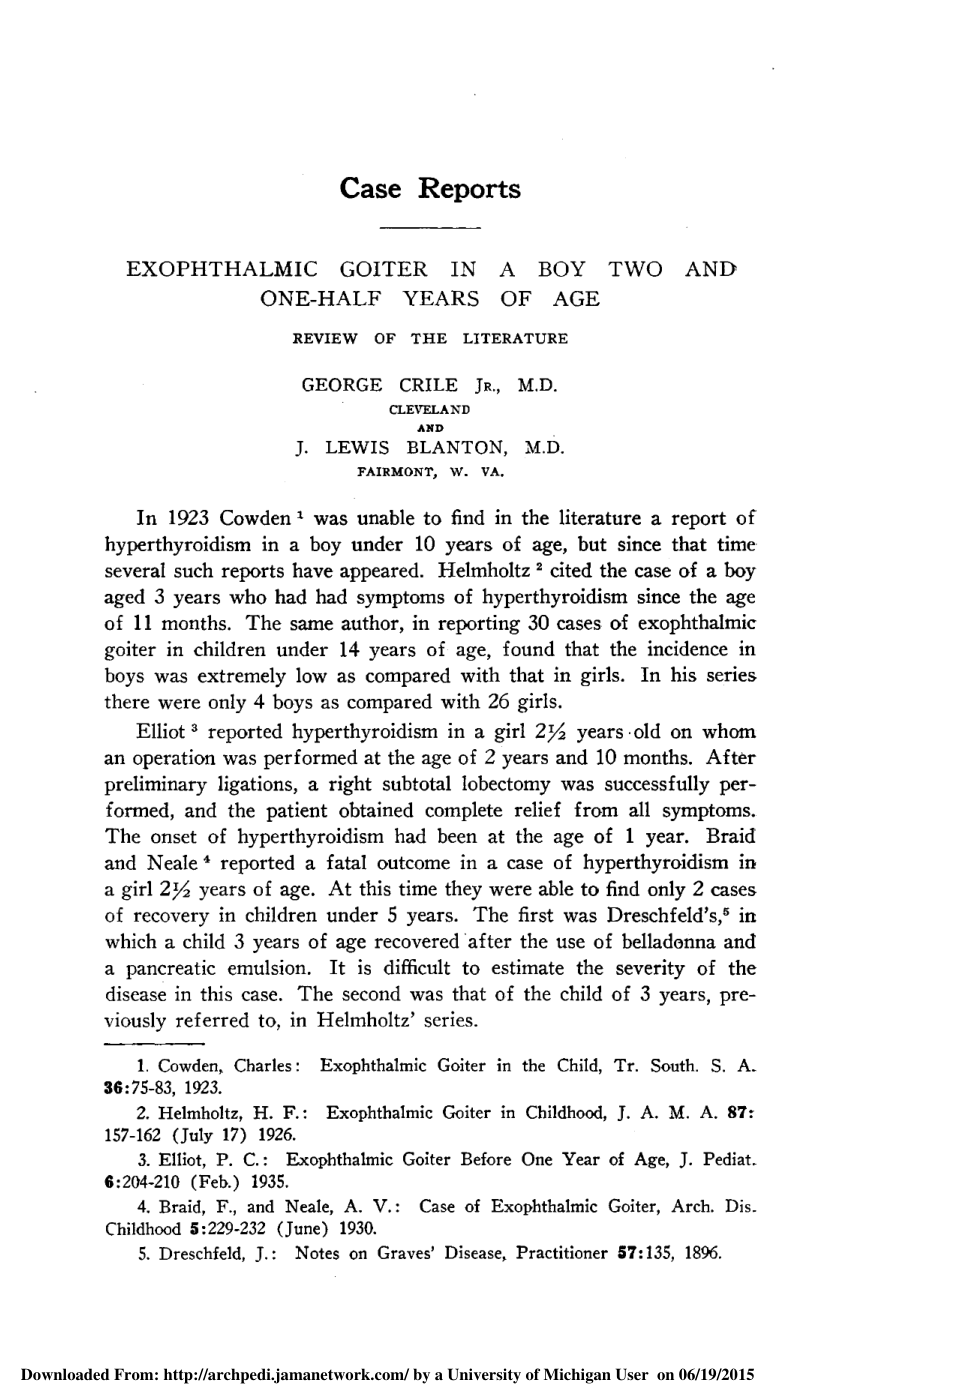 Case Reports
EXOPHTHALMIC GOITER IN A BOY TWO AND
ONE-HALF YEARS OF AGE
REVIEW OF THE LITERATURE
GEORGE CRILE JR., M.D.
CLEVELAND
AND
J. LEWIS BLANTON, M.D.
FAIRMONT, W. VA.
In 1923 Cowden 1 was unable to find in the literature a report of
hyperthyroidism in a boy under 10 years of age, but since that time
several such reports have appeared. Helmholtz 2 cited the case of a boy
aged 3 years who had had symptoms of hyperthyroidism since the age
of 11 months. The same author, in reporting 30 cases of exophthalmic
goiter in children under 14 years of age, found that the incidence in
boys was extremely low as compared with that in girls. In his series
there were only 4 boys as compared with 26 girls.
Elliot 3 reported hyperthyroidism in a girl 2½ years old on whom
an operation was performed at the age of 2 years and 10 months. After
preliminary ligations, a right subtotal lobectomy was successfully per-
formed, and the patient obtained complete relief from all symptoms.
The onset of hyperthyroidism had been at the age of 1 year. Braid
and Neale 4 reported a fatal outcome in a case of hyperthyroidism in
a girl 2½ years of age. At this time they were able to find only 2 cases
of recovery in children under 5 years. The first was Dreschfeld's,5 in
which a child 3 years of age recovered after the use of belladonna and
a pancreatic emulsion. It is difficult to estimate the severity of the
disease in this case. The second was that of the child of 3 years, pre-
viously referred to, in Helmholtz' series.
1. Cowden, Charles: Exophthalmic Goiter in the Child, Tr. South. S. A.
36:75-83, 1923.
2. Helmholtz, H. F.: Exophthalmic Goiter in Childhood, J. A. M. A. 87:
157-162 (July 17) 1926.
3. Elliot, P. C.: Exophthalmic Goiter Before One Year of Age, J. Pediat.
6:204-210 (Feb.) 1935.
4. Braid, F., and Neale, A. V.: Case of Exophthalmic Goiter, Arch. Dis.
Childhood 5:229-232 (June) 1930.
5. Dreschfeld, J.: Notes on Graves' Disease, Practitioner 57:135, 1896.
Downloaded From: http://archpedi.jamanetwork.com/ by a University of Michigan User on 06/19/2015